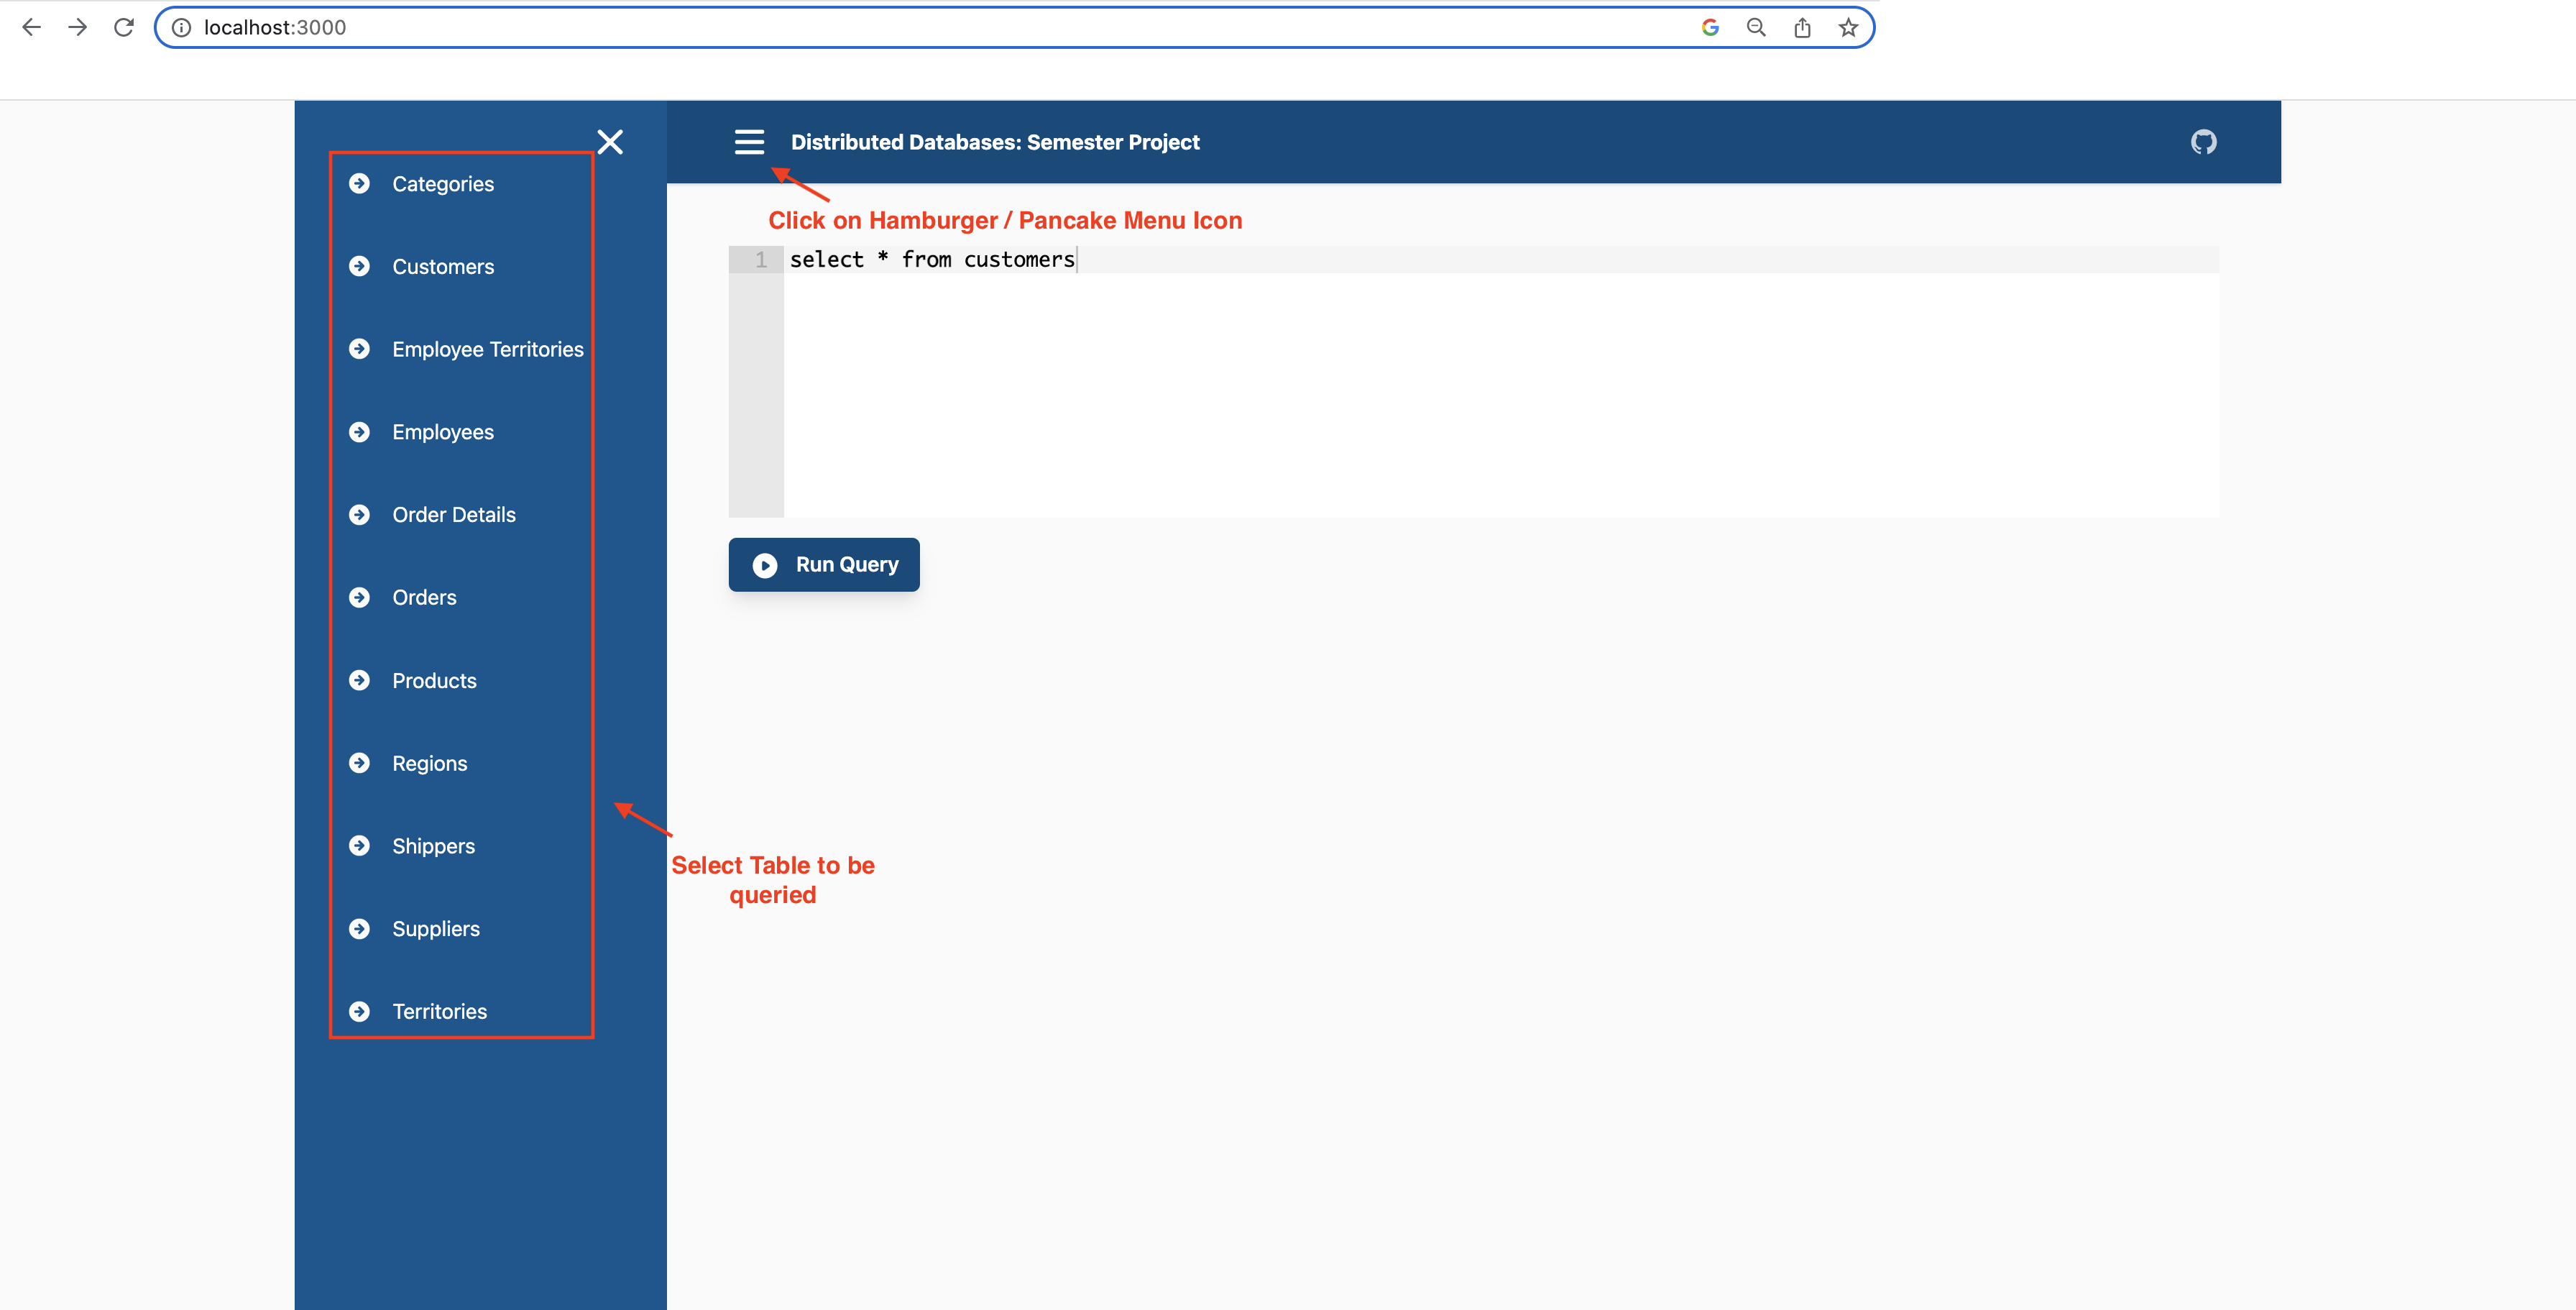 localhost:3000
Distributed Databases: Semester Project
Click on Hamburger / Pancake Menu Icon
Categories
Customers
Employee Territories
Employees
Order Details
Orders
Products
Regions
Shippers
Suppliers
Territories
1 select * from customers
Run Query
Select Table to be
queried